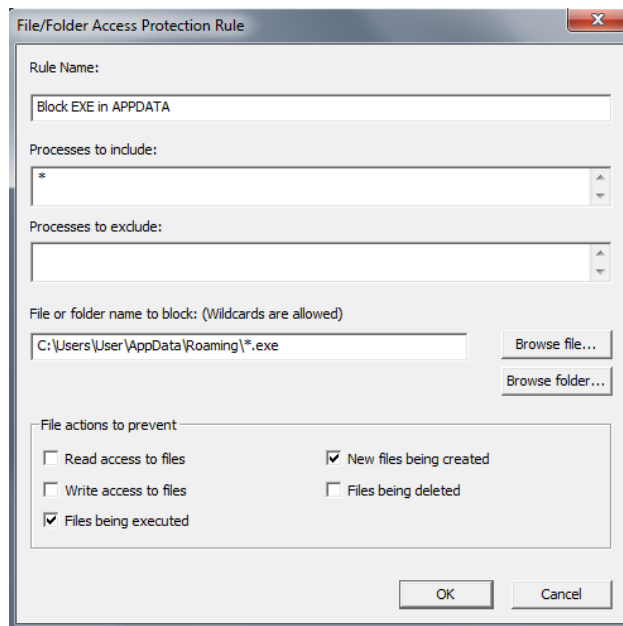 File/Folder Access Protection Rule
Rule Name:
Block EXE in APPDATA
Processes to include:
*
Processes to exclude:
File or folder name to block: (Wildcards are allowed)
C:\Users\User\AppData\Roaming\*.exe
Browse file...
Browse folder...
File actions to prevent
Read access to files
New files being created
Write access to files
Files being deleted
Files being executed
OK
Cancel